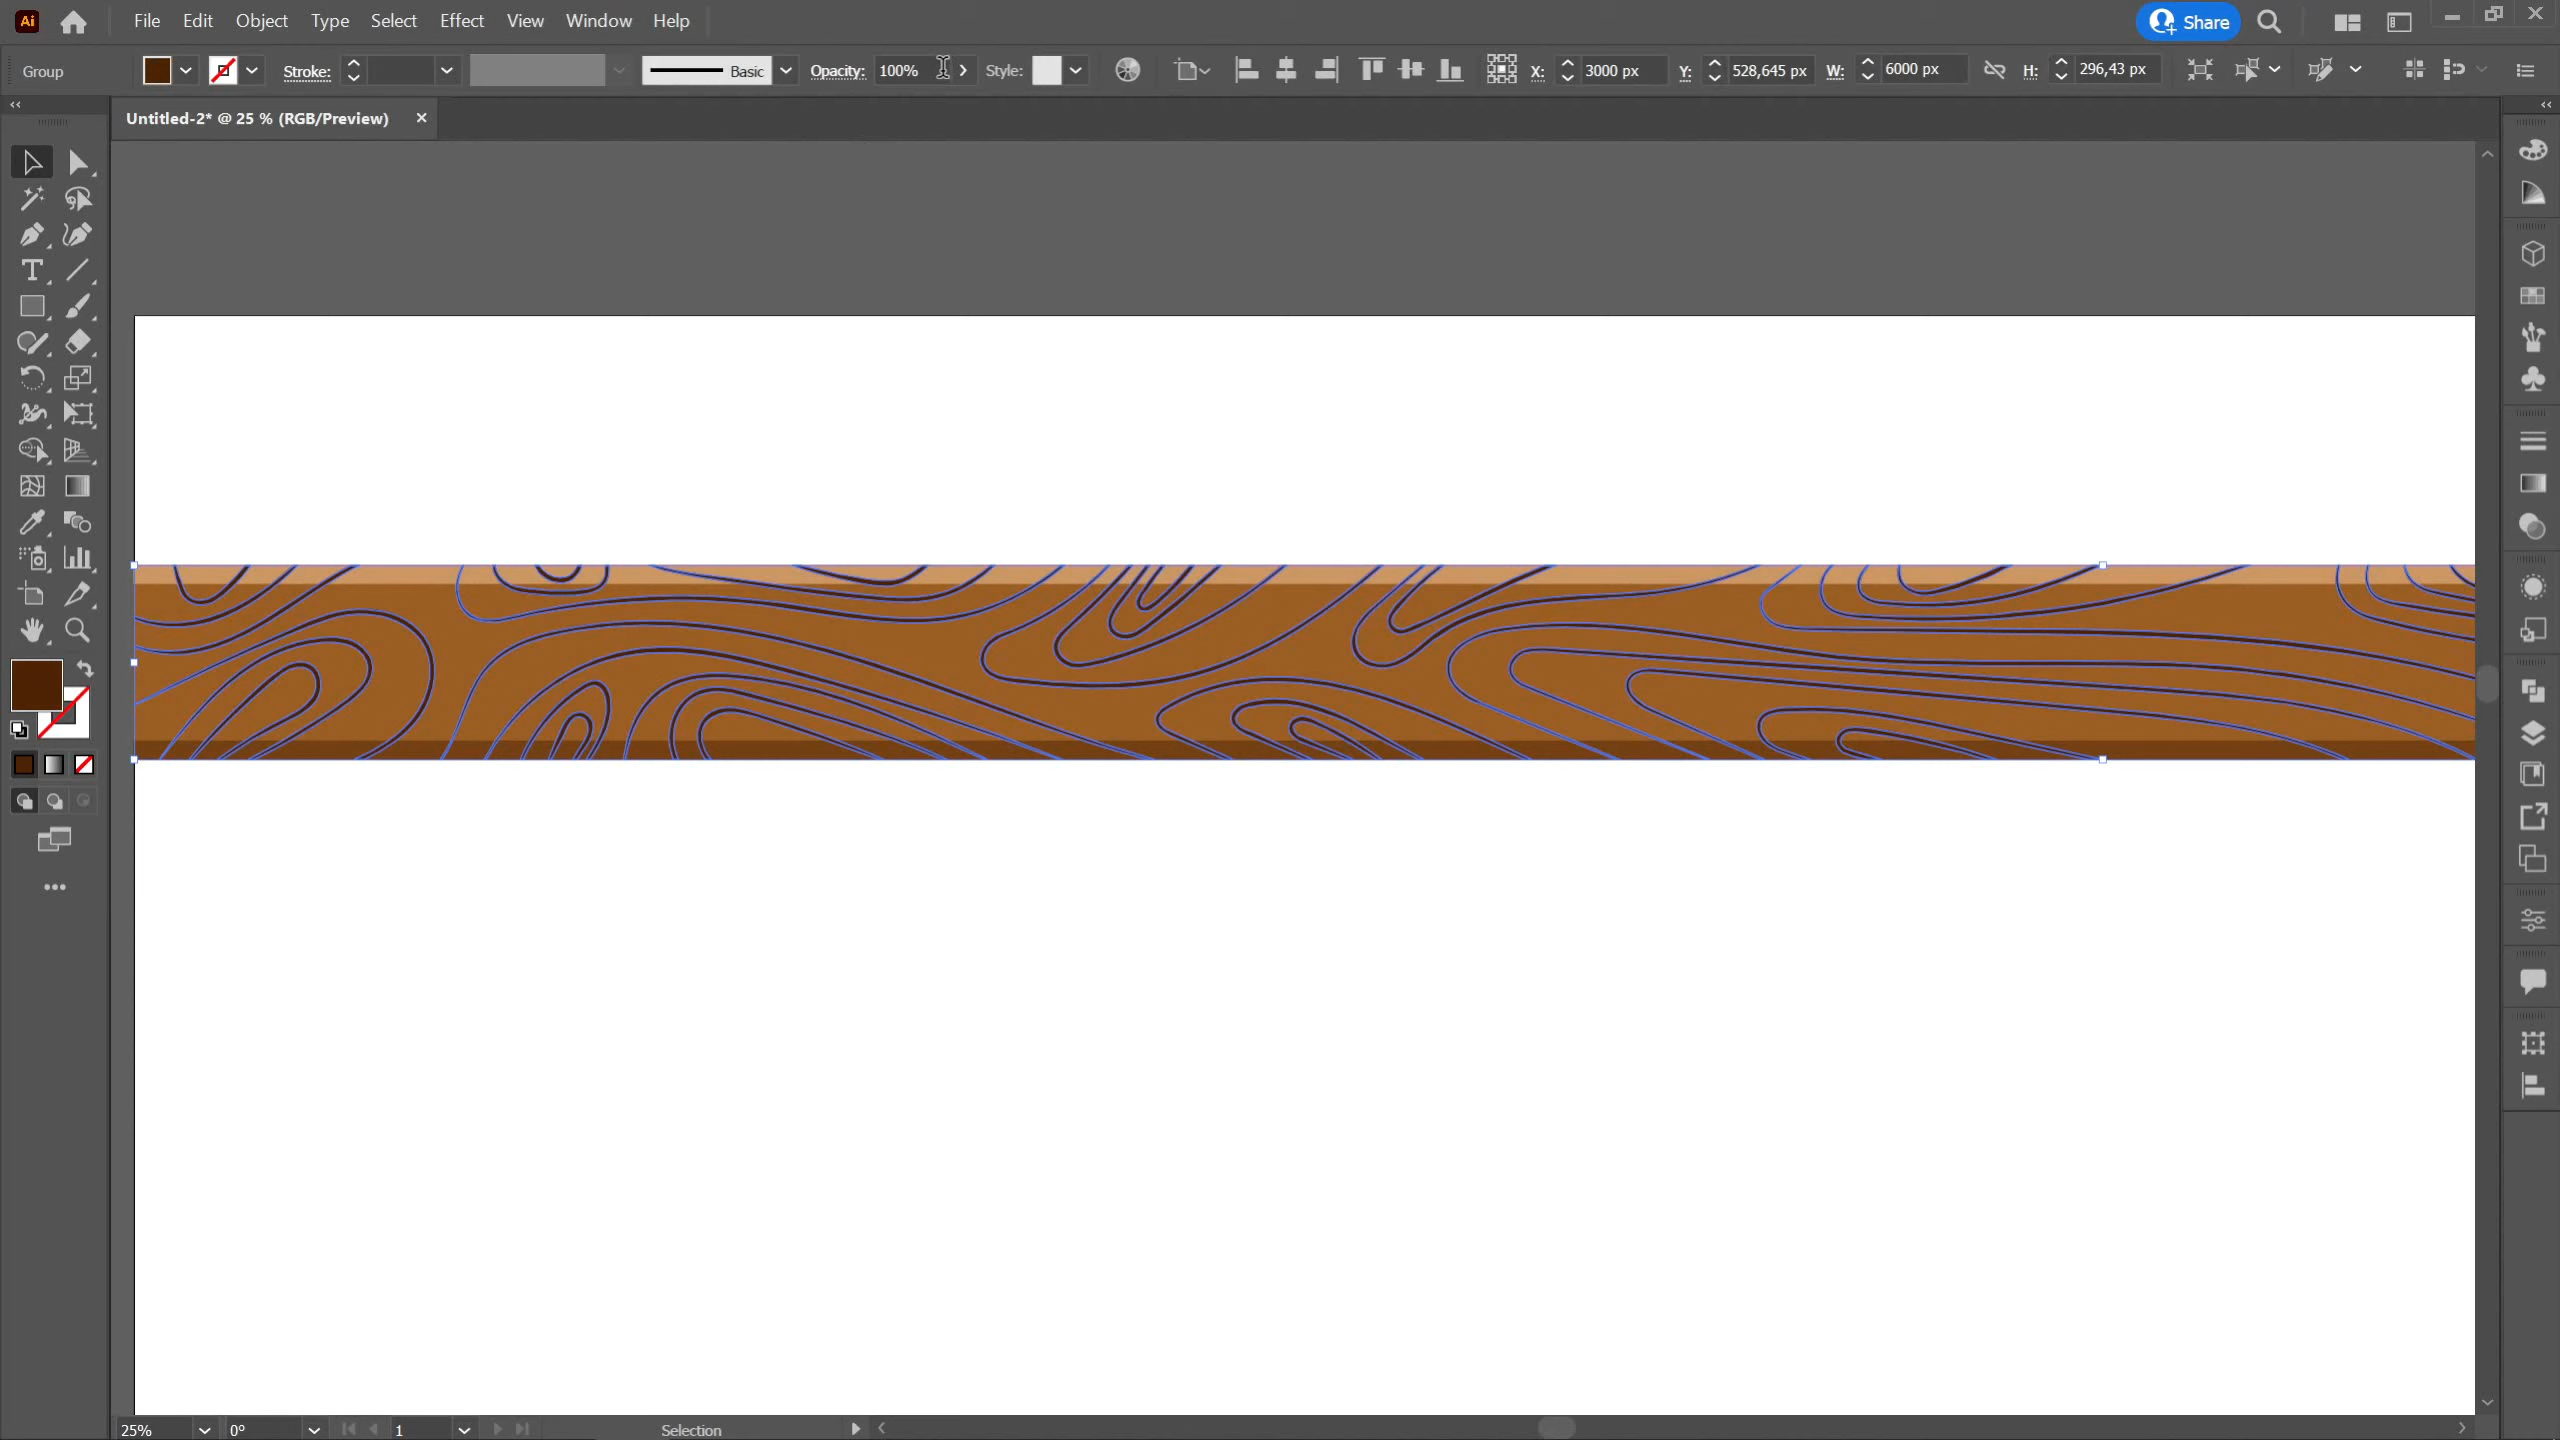 Ai File Edit Object Type Select Effect View Window Help Share
Group Stroke: Basic Opacity: 100% Style: X: 3000 px Y: 528,645 px W: 6000 px H: 296,43 px
Untitled-2* @ 25 % (RGB/Preview)
25% 0° 1 Selection